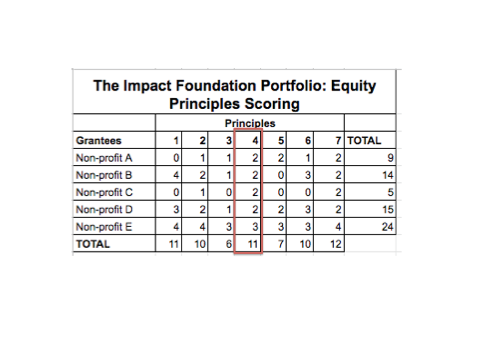 The Impact Foundation Portfolio: Equity
Principles Scoring
Principles
Grantees 1 2 3 4 5 6 7 TOTAL
Non-profit A 0 1 1 2 2 1 2 9
Non-profit B 4 2 1 2 0 3 2 14
Non-profit C 0 1 0 2 0 0 2 5
Non-profit D 3 2 1 2 2 3 2 15
Non-profit E 4 4 3 3 3 3 4 24
TOTAL 11 10 6 11 7 10 12